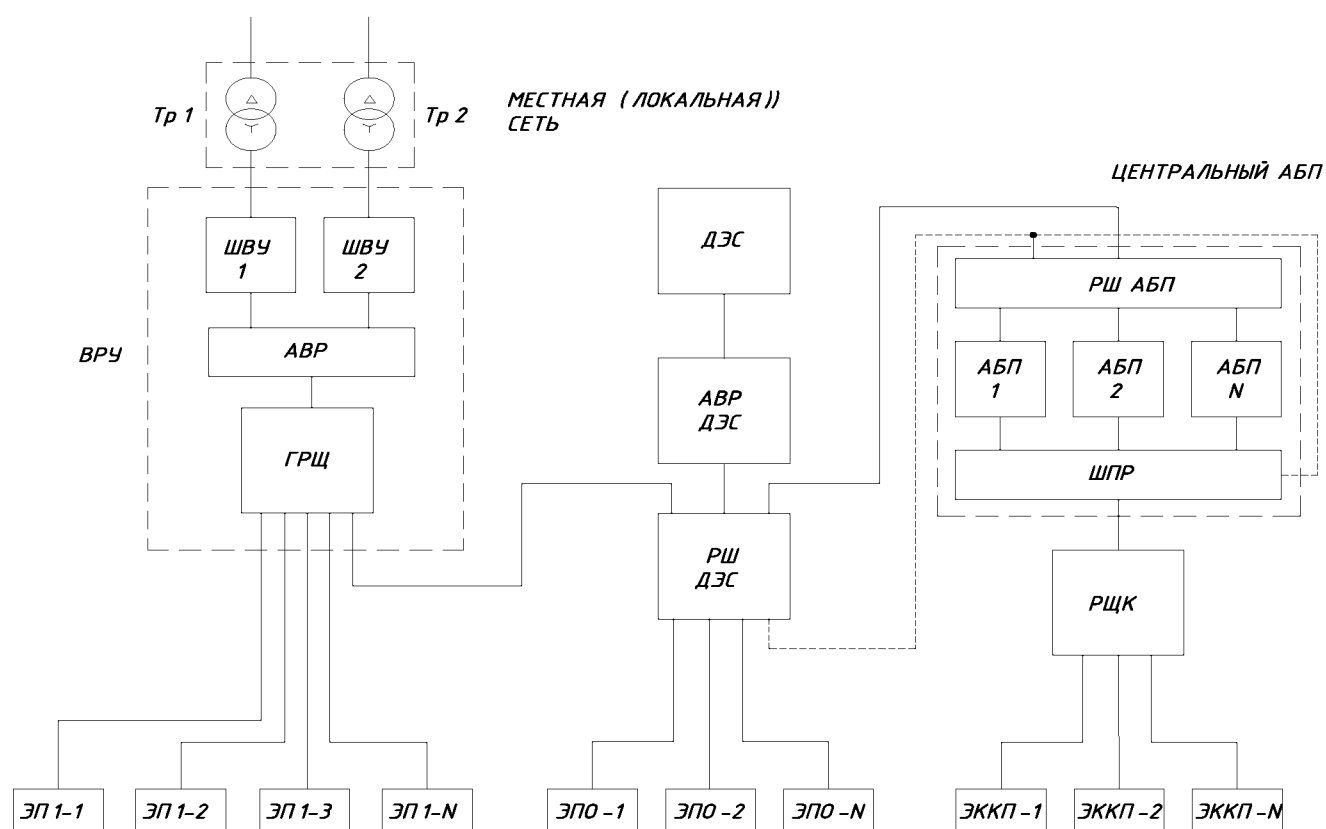 Тр 1
Тр 2
МЕСТНАЯ (ЛОКАЛЬНАЯ))
СЕТЬ
ЦЕНТРАЛЬНЫЙ АБП
ВРУ
ШВУ
1
ШВУ
2
АВР
ГРЩ
ДЭС
АВР
ДЭС
РШ
ДЭС
РШ АБП
АБП
1
АБП
2
АБП
N
ШПР
РЩК
ЭП 1-1
ЭП 1-2
ЭП 1-3
ЭП 1-N
ЭПО -1
ЭПО -2
ЭПО -N
ЭККП -1
ЭККП -2
ЭККП -N